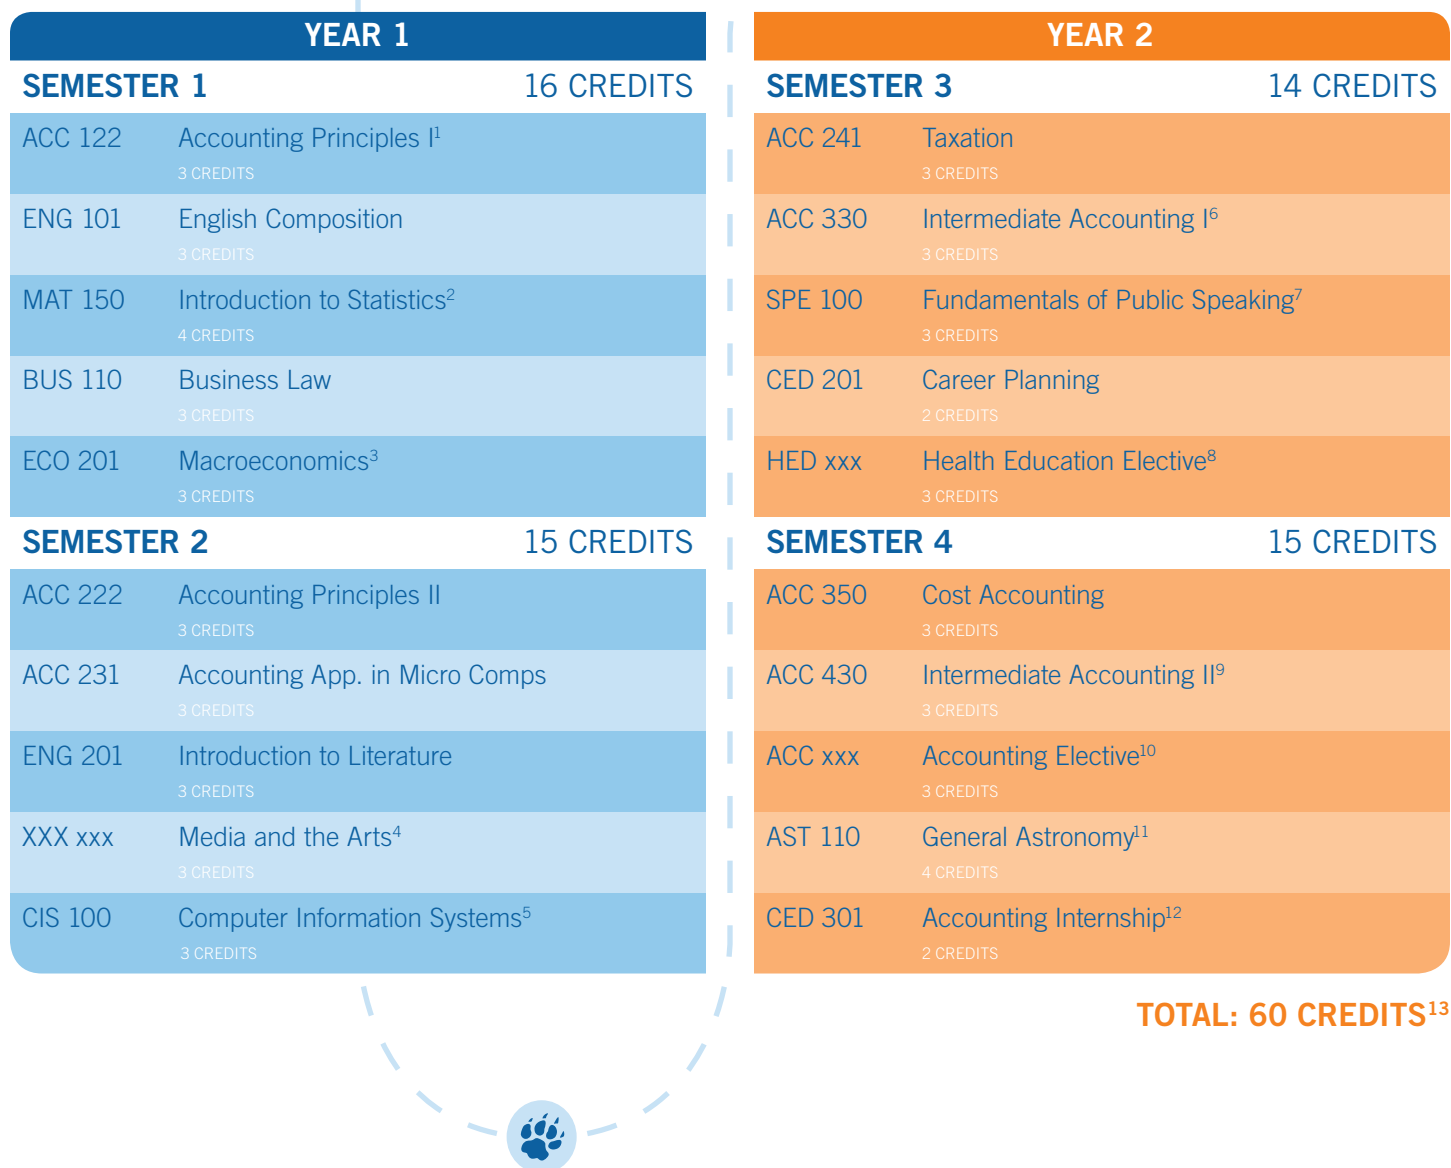 YEAR 1
SEMESTER 1 16 CREDITS
ACC 122 Accounting Principles I¹
3 CREDITS
ENG 101 English Composition
3 CREDITS
MAT 150 Introduction to Statistics²
4 CREDITS
BUS 110 Business Law
3 CREDITS
ECO 201 Macroeconomics³
3 CREDITS
SEMESTER 2 15 CREDITS
ACC 222 Accounting Principles II
3 CREDITS
ACC 231 Accounting App. in Micro Comps
3 CREDITS
ENG 201 Introduction to Literature
3 CREDITS
XXX xxx Media and the Arts⁴
3 CREDITS
CIS 100 Computer Information Systems⁵
3 CREDITS
YEAR 2
SEMESTER 3 14 CREDITS
ACC 241 Taxation
3 CREDITS
ACC 330 Intermediate Accounting I⁶
3 CREDITS
SPE 100 Fundamentals of Public Speaking⁷
3 CREDITS
CED 201 Career Planning
2 CREDITS
HED xxx Health Education Elective⁸
3 CREDITS
SEMESTER 4 15 CREDITS
ACC 350 Cost Accounting
3 CREDITS
ACC 430 Intermediate Accounting II⁹
3 CREDITS
ACC xxx Accounting Elective¹⁰
3 CREDITS
AST 110 General Astronomy¹¹
4 CREDITS
CED 301 Accounting Internship¹²
2 CREDITS
TOTAL: 60 CREDITS¹³